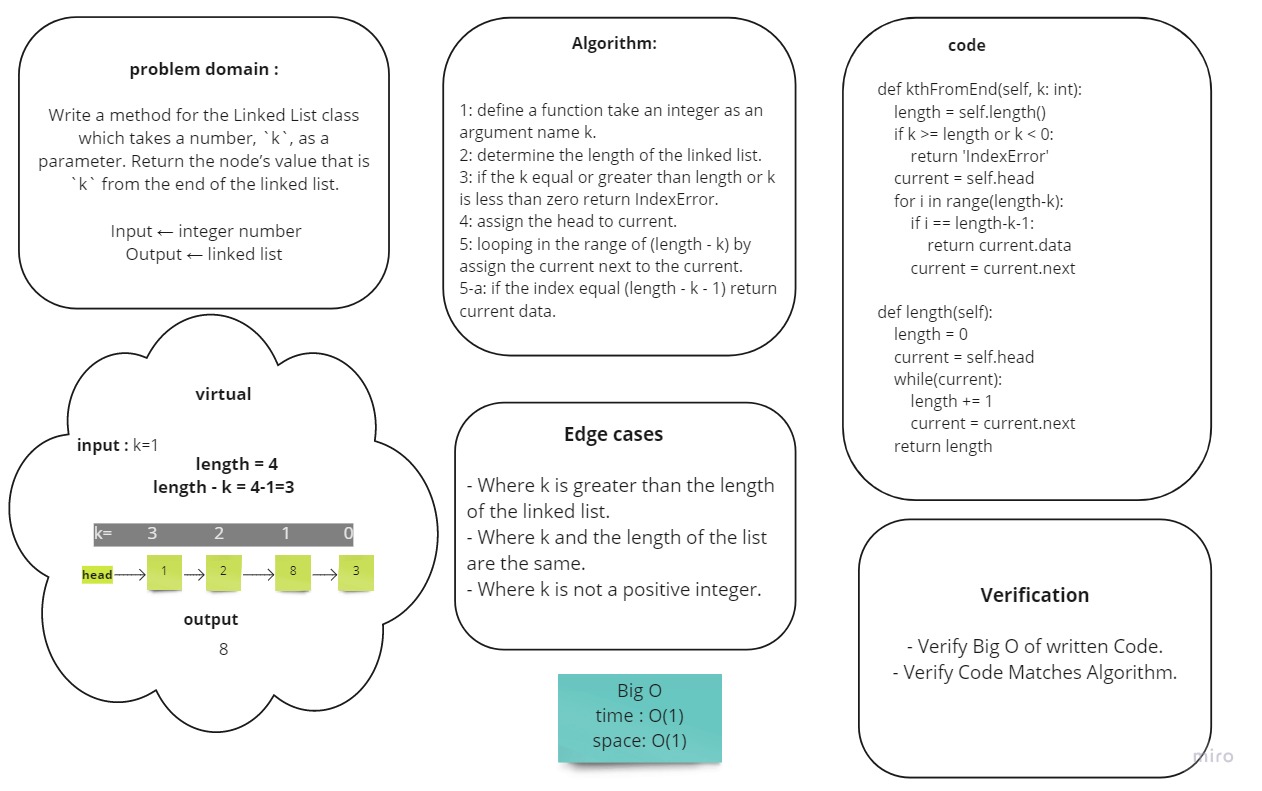 problem domain :
Write a method for the Linked List class
which takes a number, `k`, as a
parameter. Return the node’s value that is
`k` from the end of the linked list.
Input ← integer number
Output ← linked list
Algorithm:
1: define a function take an integer as an
argument name k.
2: determine the length of the linked list.
3: if the k equal or greater than length or k
is less than zero return IndexError.
4: assign the head to current.
5: looping in the range of (length - k) by
assign the current next to the current.
5-a: if the index equal (length - k - 1) return
current data.
code
def kthFromEnd(self, k: int):
    length = self.length()
    if k >= length or k < 0:
        return 'IndexError'
    current = self.head
    for i in range(length-k):
        if i == length-k-1:
            return current.data
        current = current.next
def length(self):
    length = 0
    current = self.head
    while(current):
        length += 1
        current = current.next
    return length
virtual
input : k=1
length = 4
length - k = 4-1=3
k= 3 2 1 0
head 1 2 8 3
output
8
Edge cases
- Where k is greater than the length
of the linked list.
- Where k and the length of the list
are the same.
- Where k is not a positive integer.
Big O
time : O(1)
space: O(1)
Verification
- Verify Big O of written Code.
- Verify Code Matches Algorithm.
miro